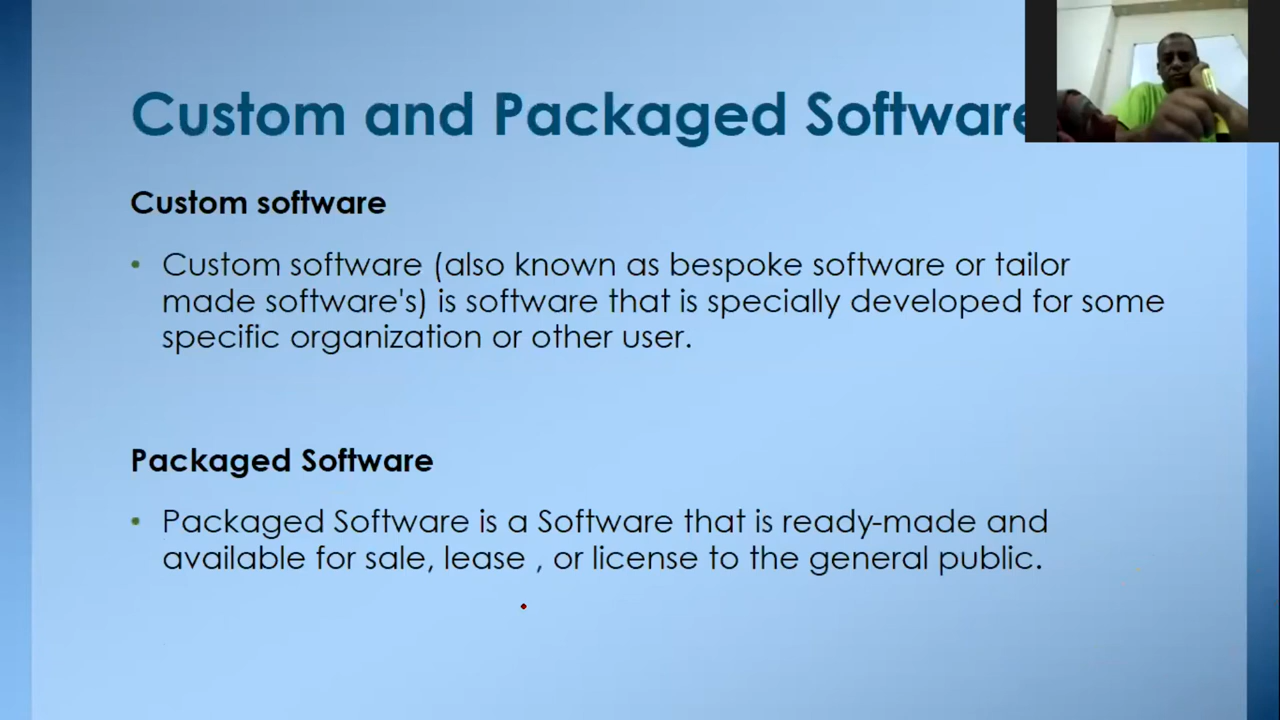 Custom and Packaged Software
Custom software
• Custom software (also known as bespoke software or tailor
made software's) is software that is specially developed for some
specific organization or other user.
Packaged Software
• Packaged Software is a Software that is ready-made and
available for sale, lease , or license to the general public.